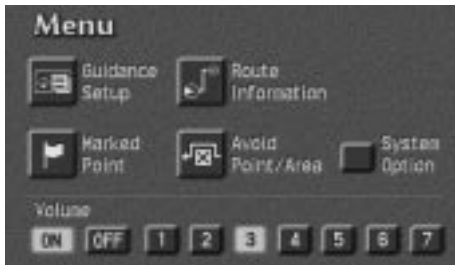 Menu
Guidance
Setup
Route
Information
Marked
Point
Avoid
Point/Area
System
Option
Volume
ON OFF 1 2 3 4 5 6 7